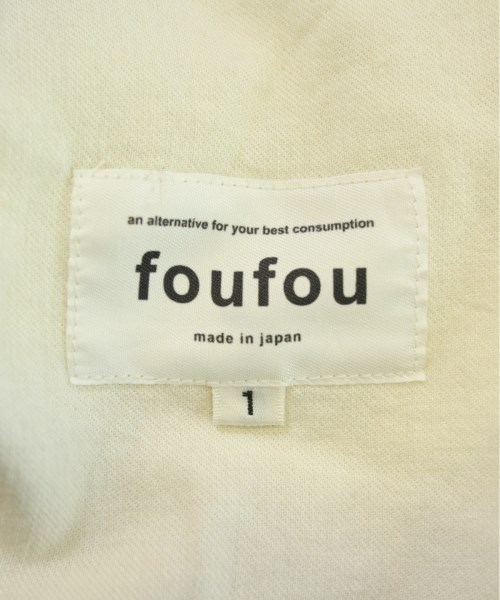 an alternative for your best consumption
foufou
made in japan
1